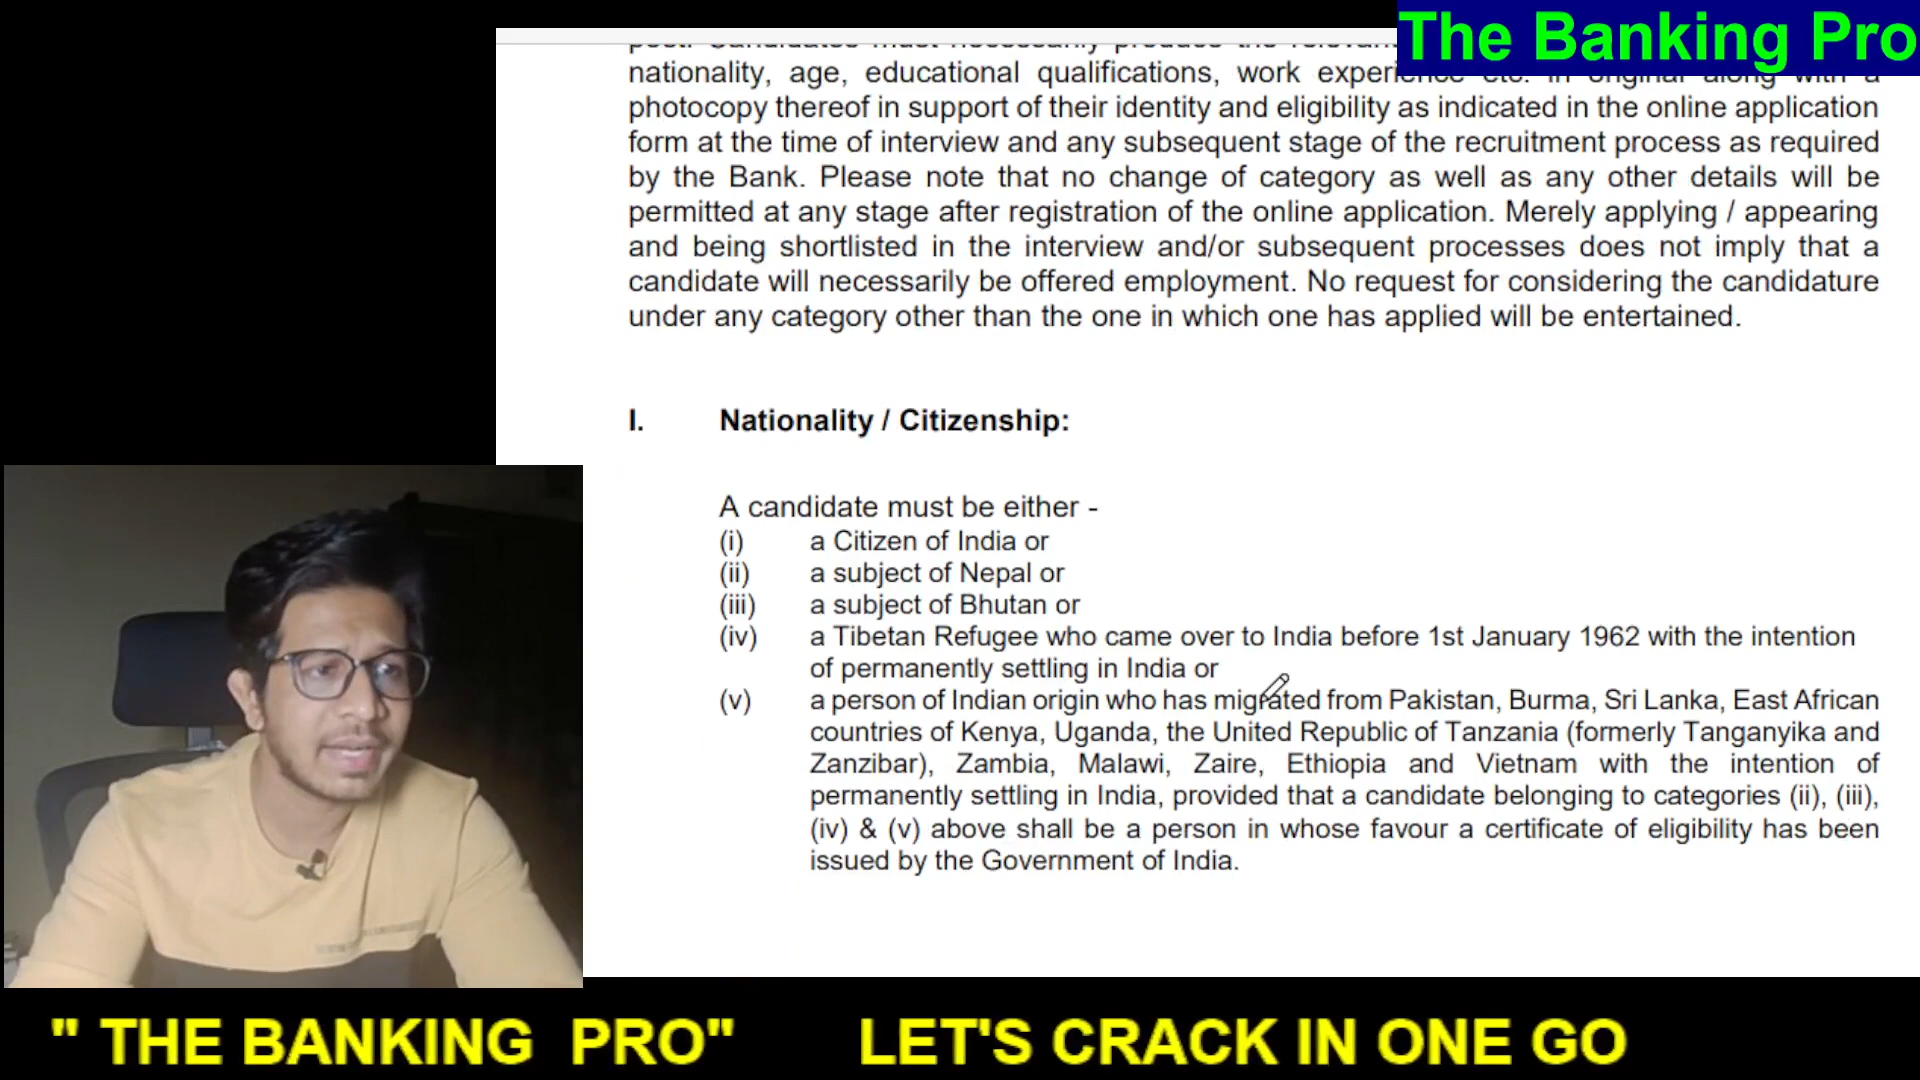 The Banking Pro
nationality, age, educational qualifications, work experience etc. in original along with a
photocopy thereof in support of their identity and eligibility as indicated in the online application
form at the time of interview and any subsequent stage of the recruitment process as required
by the Bank. Please note that no change of category as well as any other details will be
permitted at any stage after registration of the online application. Merely applying / appearing
and being shortlisted in the interview and/or subsequent processes does not imply that a
candidate will necessarily be offered employment. No request for considering the candidature
under any category other than the one in which one has applied will be entertained.
I. Nationality / Citizenship:
A candidate must be either -
(i) a Citizen of India or
(ii) a subject of Nepal or
(iii) a subject of Bhutan or
(iv) a Tibetan Refugee who came over to India before 1st January 1962 with the intention
of permanently settling in India or
(v) a person of Indian origin who has migrated from Pakistan, Burma, Sri Lanka, East African
countries of Kenya, Uganda, the United Republic of Tanzania (formerly Tanganyika and
Zanzibar), Zambia, Malawi, Zaire, Ethiopia and Vietnam with the intention of
permanently settling in India, provided that a candidate belonging to categories (ii), (iii),
(iv) & (v) above shall be a person in whose favour a certificate of eligibility has been
issued by the Government of India.
" THE BANKING PRO" LET'S CRACK IN ONE GO